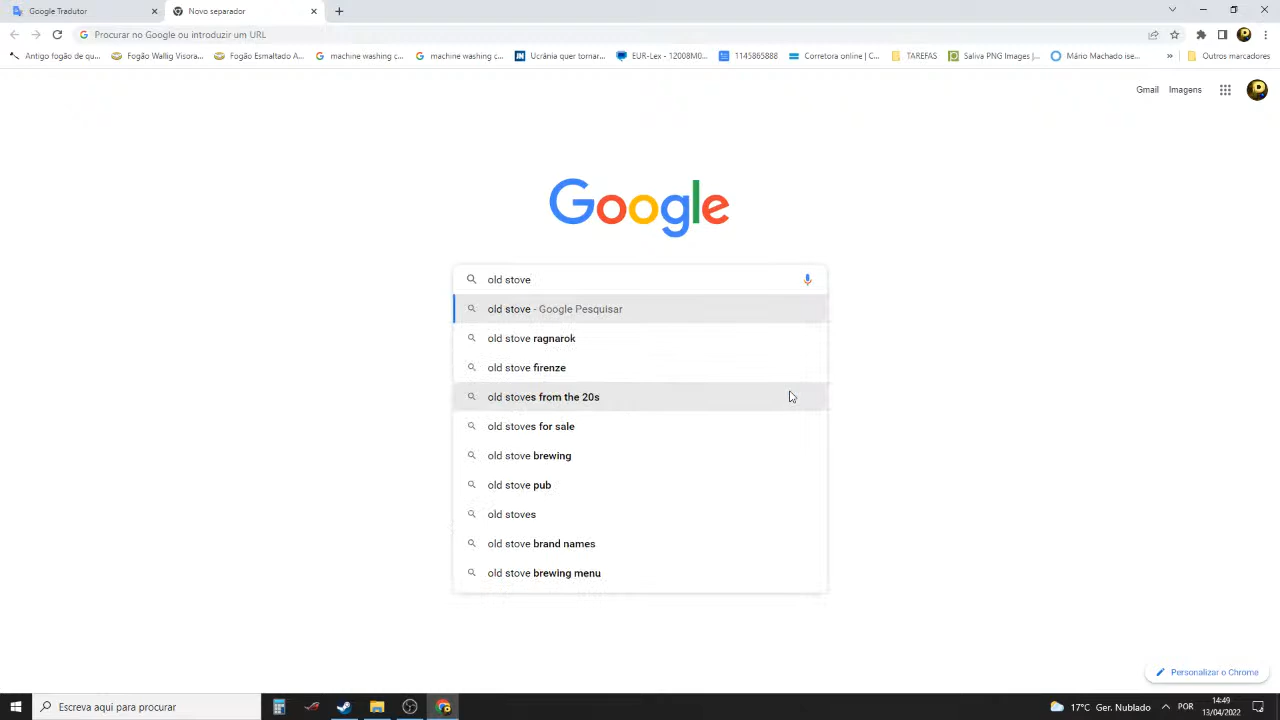 Google Tradutor
Novo separador
Procurar no Google ou introduzir um URL
Antigo fogão de qu...
Fogão Wallig Visora...
Fogão Esmaltado A...
machine washing c...
machine washing c...
Ucrânia quer tornar...
EUR-Lex - 12008M0...
1145865888
Corretora online | C...
TAREFAS
Saliva PNG Images |...
Mário Machado ise...
»
Outros marcadores
Gmail
Imagens
Google
old stove
old stove - Google Pesquisar
old stove ragnarok
old stove firenze
old stoves from the 20s
old stoves for sale
old stove brewing
old stove pub
old stoves
old stove brand names
old stove brewing menu
Personalizar o Chrome
Escreva aqui para procurar
17°C Ger. Nublado
POR
14:49
13/04/2022